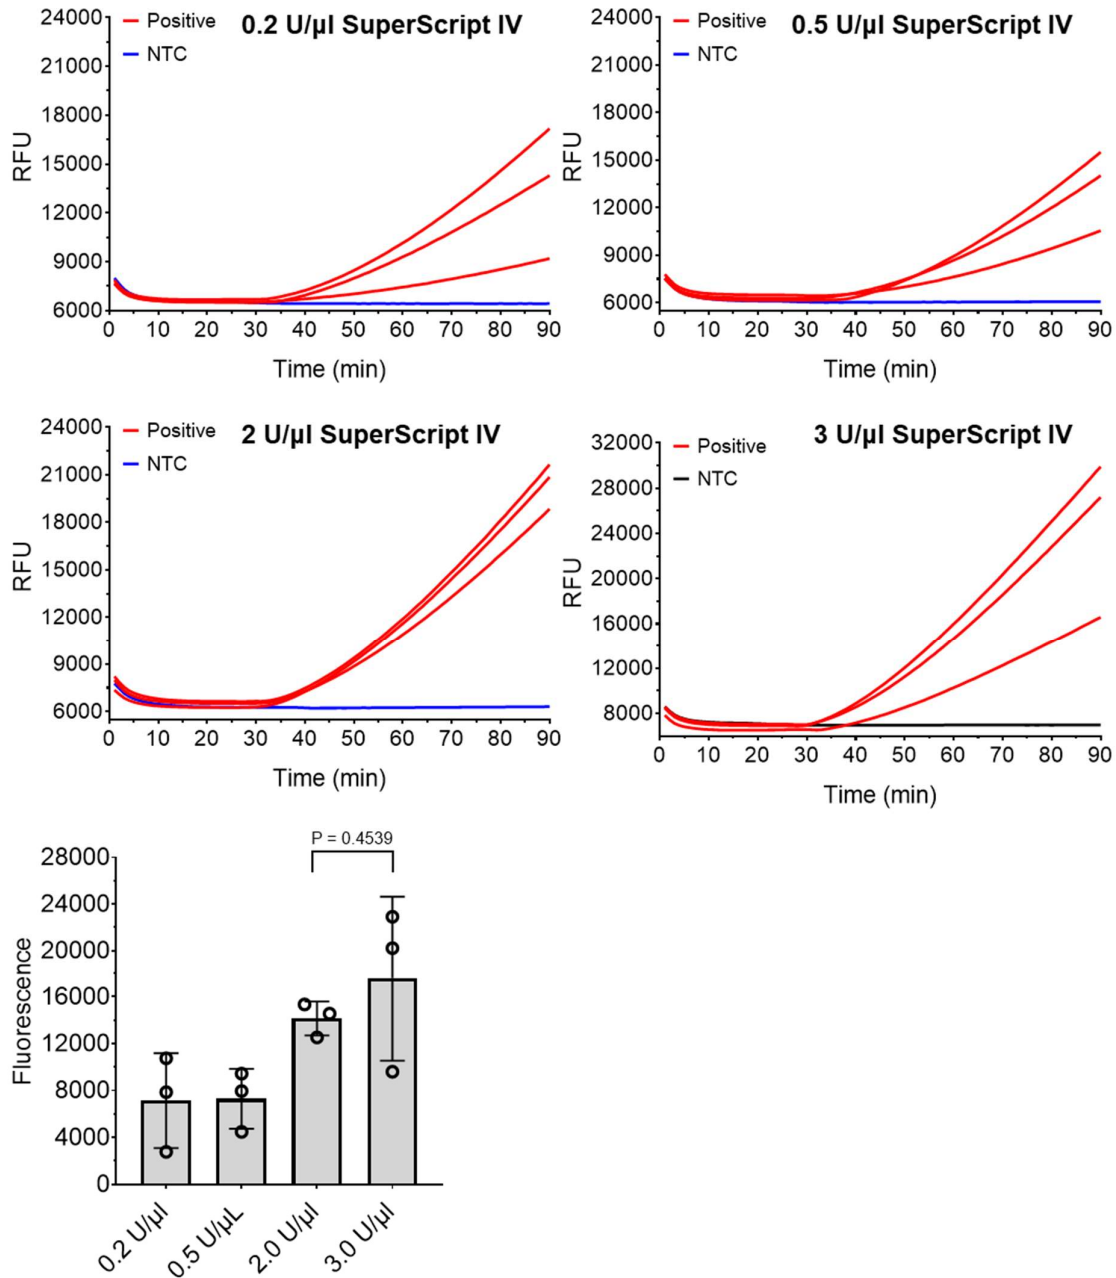 0.2 U/µl SuperScript IV
Positive
NTC
24000
21000
18000
15000
12000
9000
6000
RFU
0 10 20 30 40 50 60 70 80 90
Time (min)
0.5 U/µl SuperScript IV
Positive
NTC
24000
21000
18000
15000
12000
9000
6000
RFU
0 10 20 30 40 50 60 70 80 90
Time (min)
2 U/µl SuperScript IV
Positive
NTC
24000
21000
18000
15000
12000
9000
6000
RFU
0 10 20 30 40 50 60 70 80 90
Time (min)
3 U/µl SuperScript IV
Positive
NTC
32000
28000
24000
20000
16000
12000
8000
RFU
0 10 20 30 40 50 60 70 80 90
Time (min)
P = 0.4539
28000
24000
20000
16000
12000
8000
4000
0
Fluorescence
0.2 U/µl
0.5 U/µL
2.0 U/µl
3.0 U/µl